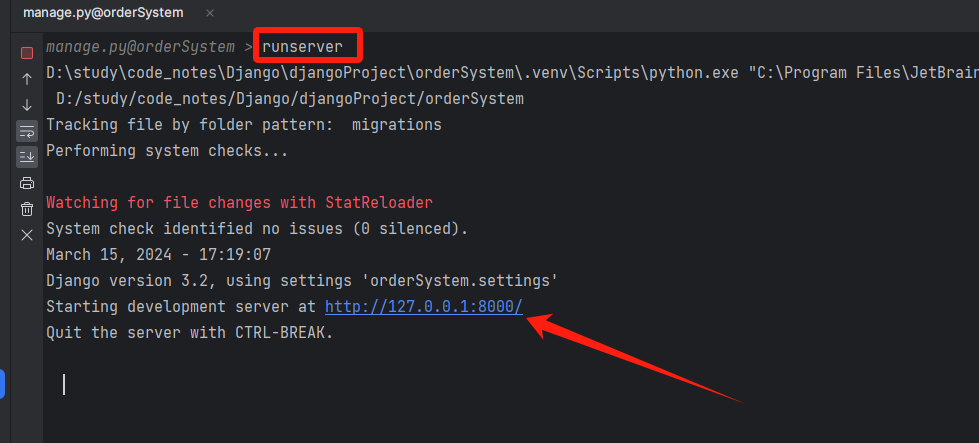 manage.py@orderSystem
manage.py@orderSystem > runserver
D:\study\code_notes\Django\djangoProject\orderSystem\.venv\Scripts\python.exe "C:\Program Files\JetBrain
D:/study/code_notes/Django/djangoProject/orderSystem
Tracking file by folder pattern:  migrations
Performing system checks...
Watching for file changes with StatReloader
System check identified no issues (0 silenced).
March 15, 2024 - 17:19:07
Django version 3.2, using settings 'orderSystem.settings'
Starting development server at http://127.0.0.1:8000/
Quit the server with CTRL-BREAK.